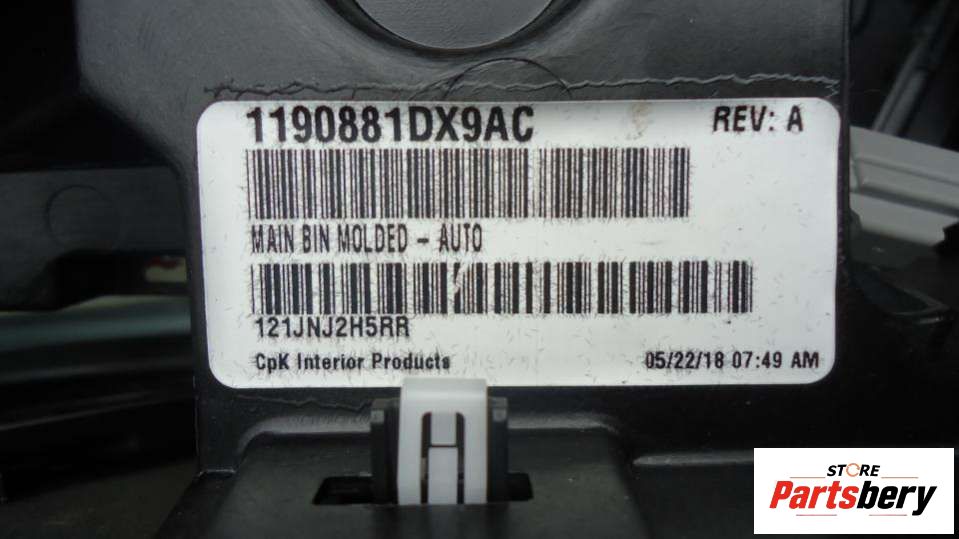 1190881DX9AC
REV: A
MAIN BIN MOLDED - AUTO
121JNJ2H5RR
CpK Interior Products
05/22/18 07:49 AM
STORE
Partsbery